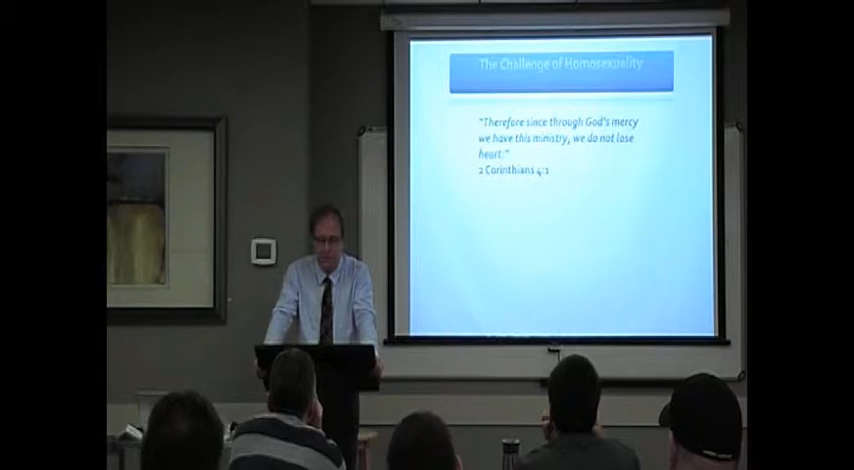 The Challenge of Homosexuality
“Therefore since through God's mercy
we have this ministry, we do not lose
heart.”
2 Corinthians 4:1